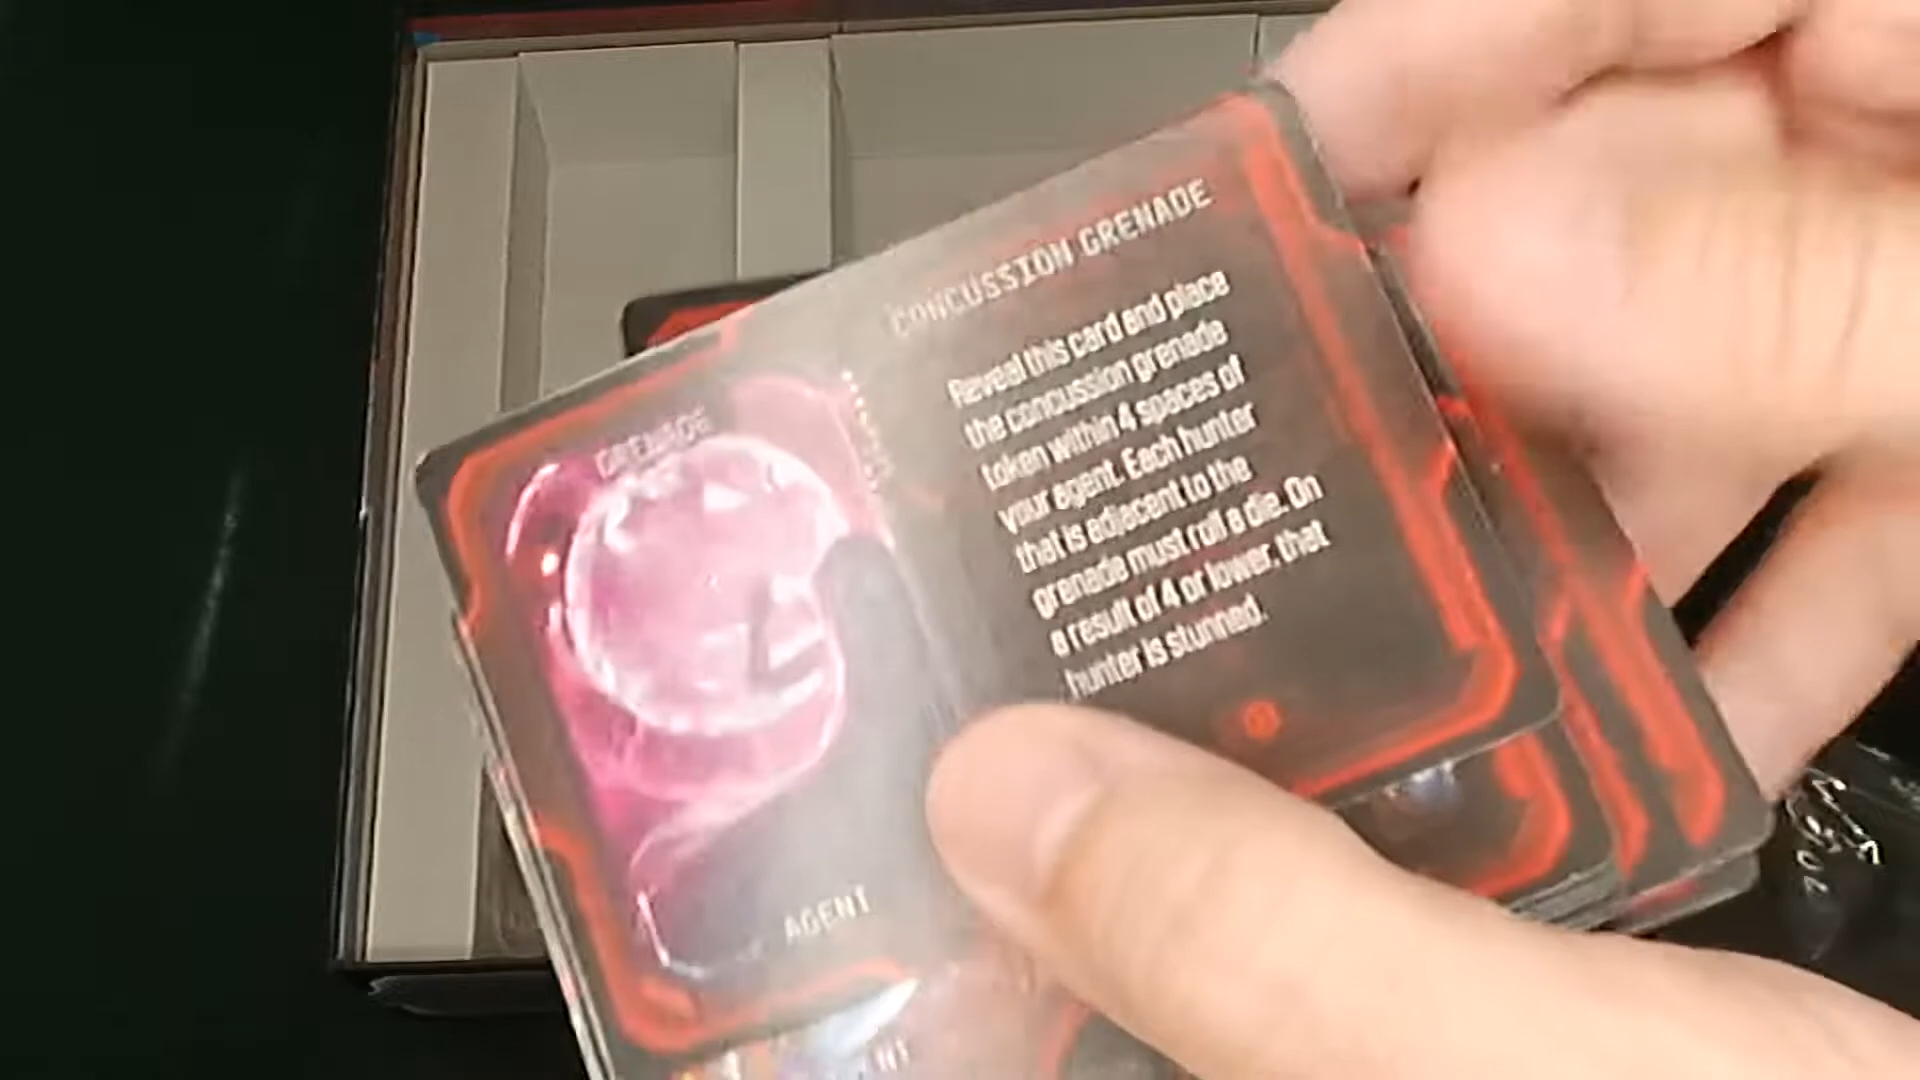 CONCUSSION GRENADE
Reveal this card and place
the concussion grenade
token within 4 spaces of
your agent. Each hunter
that is adjacent to the
grenade must roll a die. On
a result of 4 or lower, that
hunter is stunned.
GRENADE
AGENT